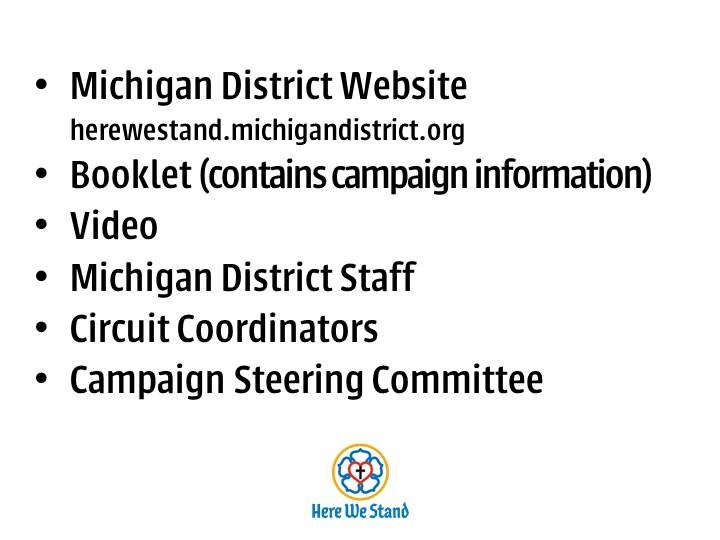 • Michigan District Website
herewestand.michigandistrict.org
• Booklet (contains campaign information)
• Video
• Michigan District Staff
• Circuit Coordinators
• Campaign Steering Committee
Here We Stand